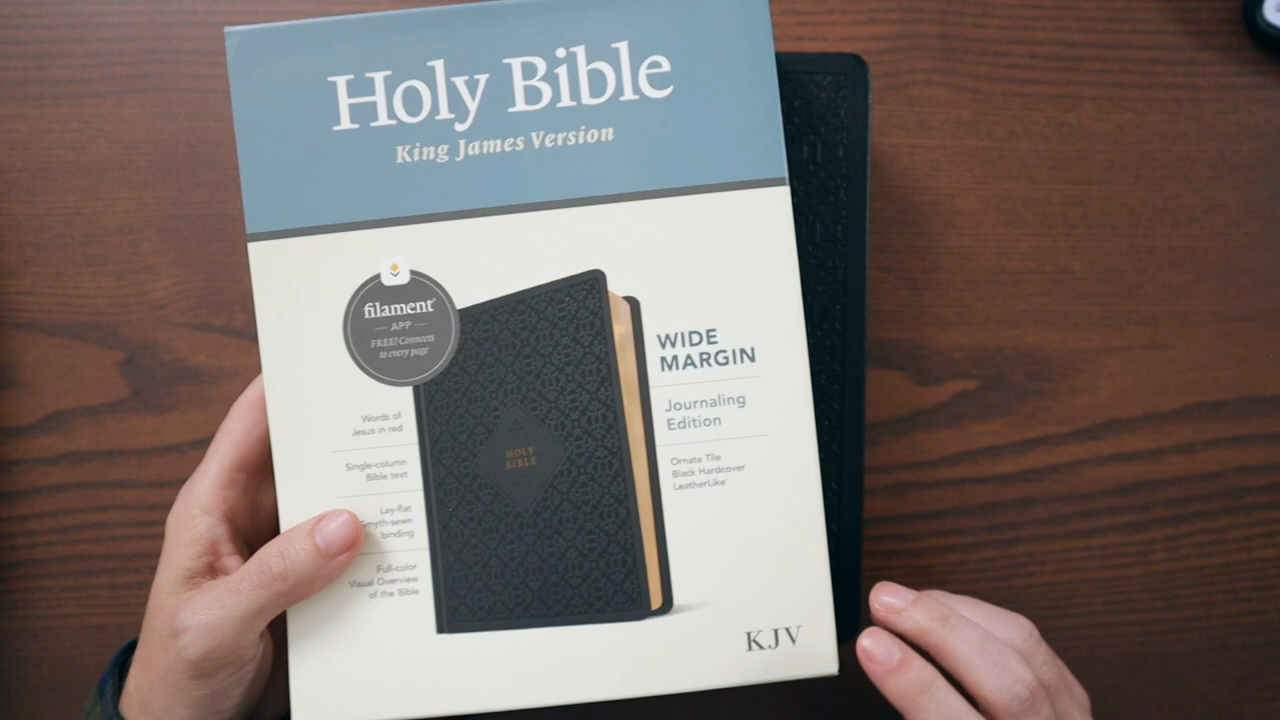 Holy Bible
King James Version
filament®
APP
FREE! Connects
to every page
WIDE
MARGIN
Journaling
Edition
Ornate Tile
Black Hardcover
LeatherLike®
Words of
Jesus in red
Single-column
Bible text
Lay-flat
Smyth-sewn
binding
Full-color
Visual Overview
of the Bible
HOLY
BIBLE
KJV